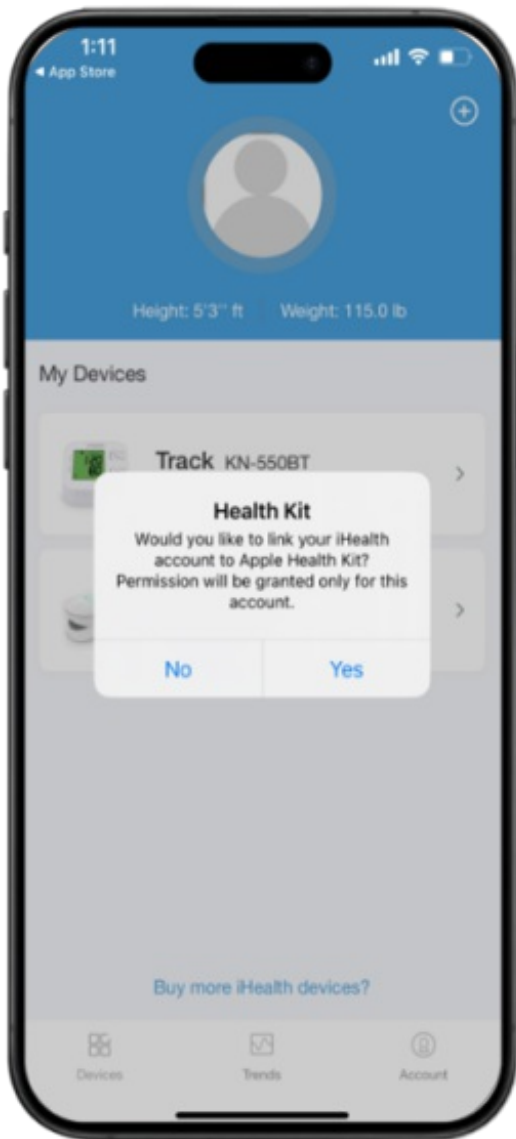 1:11
◀ App Store
Height: 5'3'' ft
Weight: 115.0 lb
My Devices
Track KN-550BT
Health Kit
Would you like to link your iHealth
account to Apple Health Kit?
Permission will be granted only for this
account.
No
Yes
Buy more iHealth devices?
Devices
Trends
Account